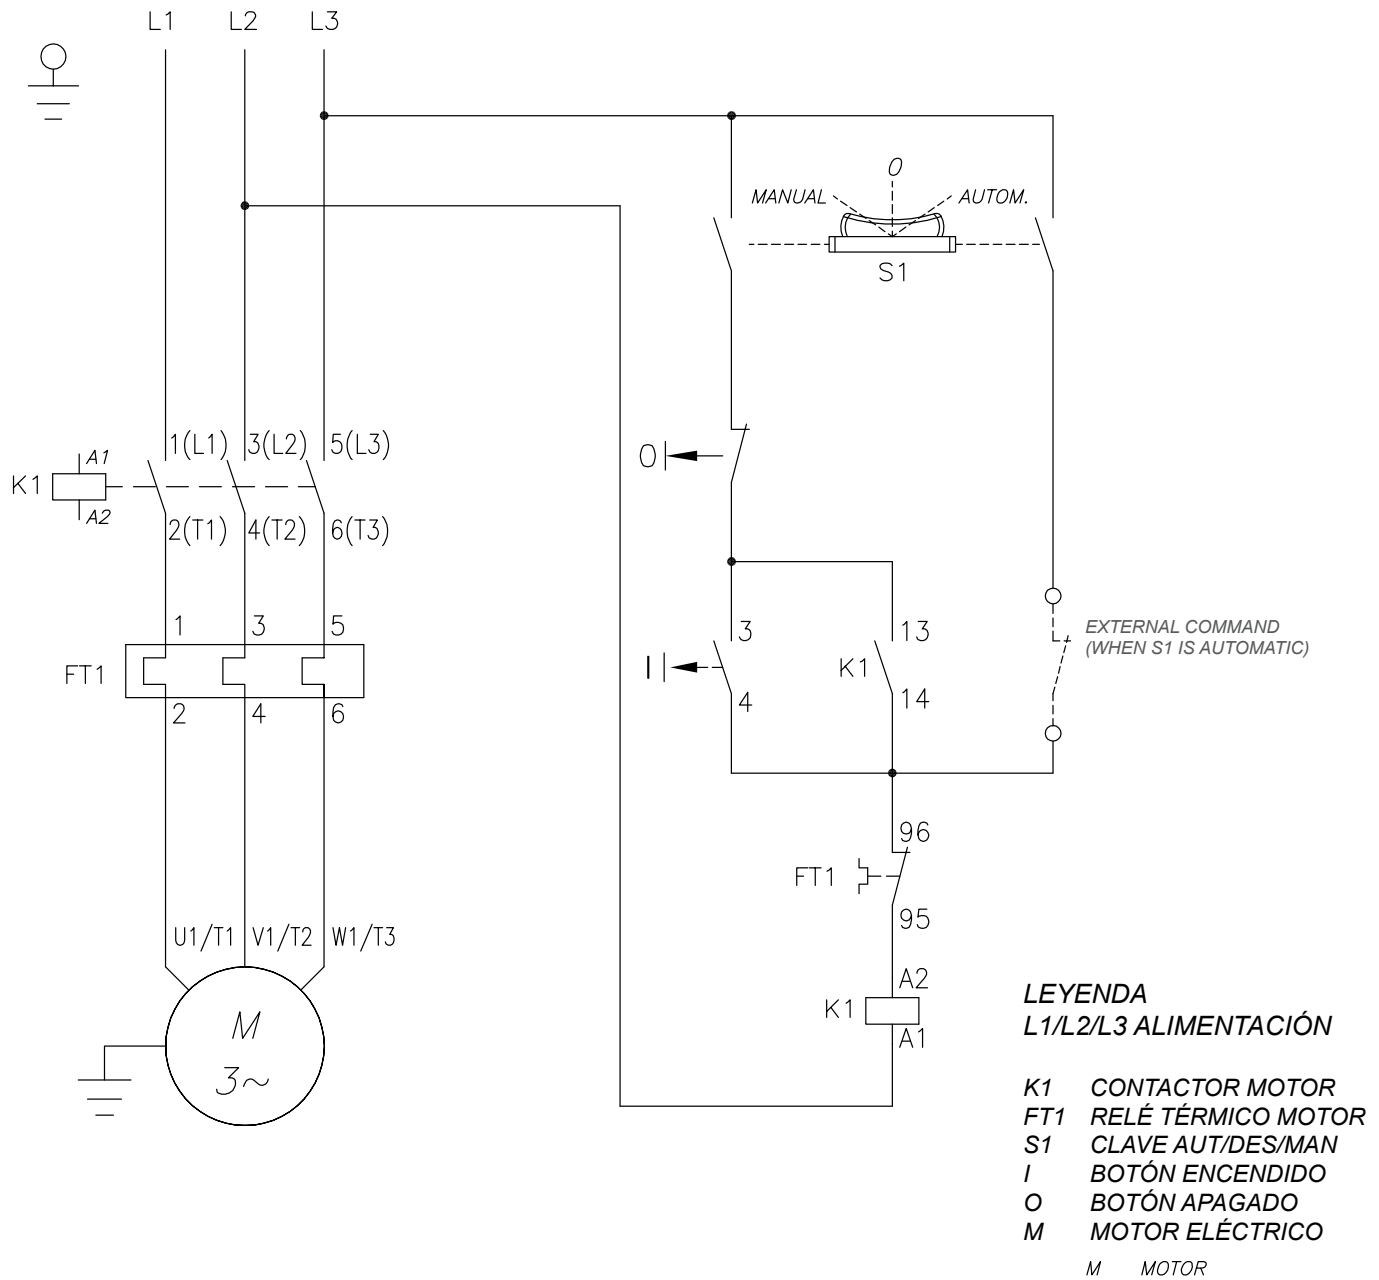 L1 L2 L3
O
MANUAL AUTOM.
S1
1(L1) 3(L2) 5(L3)
A1
K1
A2
2(T1) 4(T2) 6(T3)
O
1 3 5
FT1
2 4 6
3 13
I K1
4 14
EXTERNAL COMMAND
(WHEN S1 IS AUTOMATIC)
96
FT1
95
U1/T1 V1/T2 W1/T3
A2
K1
A1
M
3~
LEYENDA
L1/L2/L3 ALIMENTACIÓN
K1 CONTACTOR MOTOR
FT1 RELÉ TÉRMICO MOTOR
S1 CLAVE AUT/DES/MAN
I BOTÓN ENCENDIDO
O BOTÓN APAGADO
M MOTOR ELÉCTRICO
M MOTOR